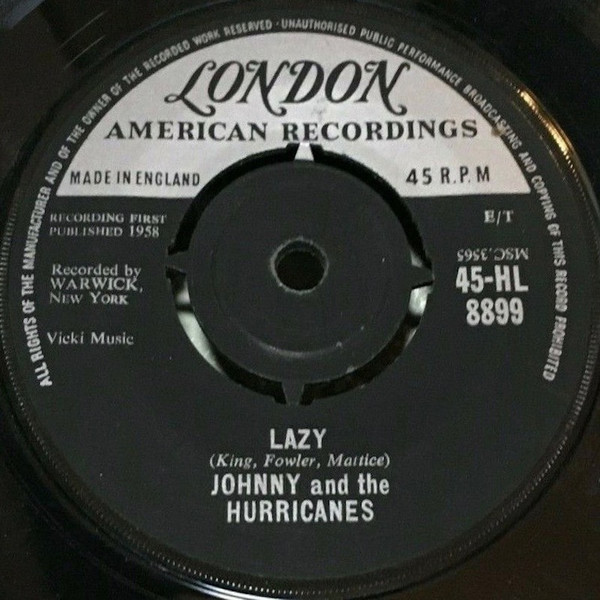 ALL RIGHTS OF THE MANUFACTURER AND OF THE OWNER OF THE RECORDED WORK RESERVED · UNAUTHORISED PUBLIC PERFORMANCE BROADCASTING AND COPYING OF THIS RECORD PROHIBITED
LONDON
AMERICAN RECORDINGS
MADE IN ENGLAND
45 R.P.M
RECORDING FIRST
PUBLISHED 1958
E/T
Recorded by
WARWICK,
NEW YORK
MSC.3565
45-HL
8899
Vicki Music
LAZY
(King, Fowler, Mattice)
JOHNNY and the
HURRICANES